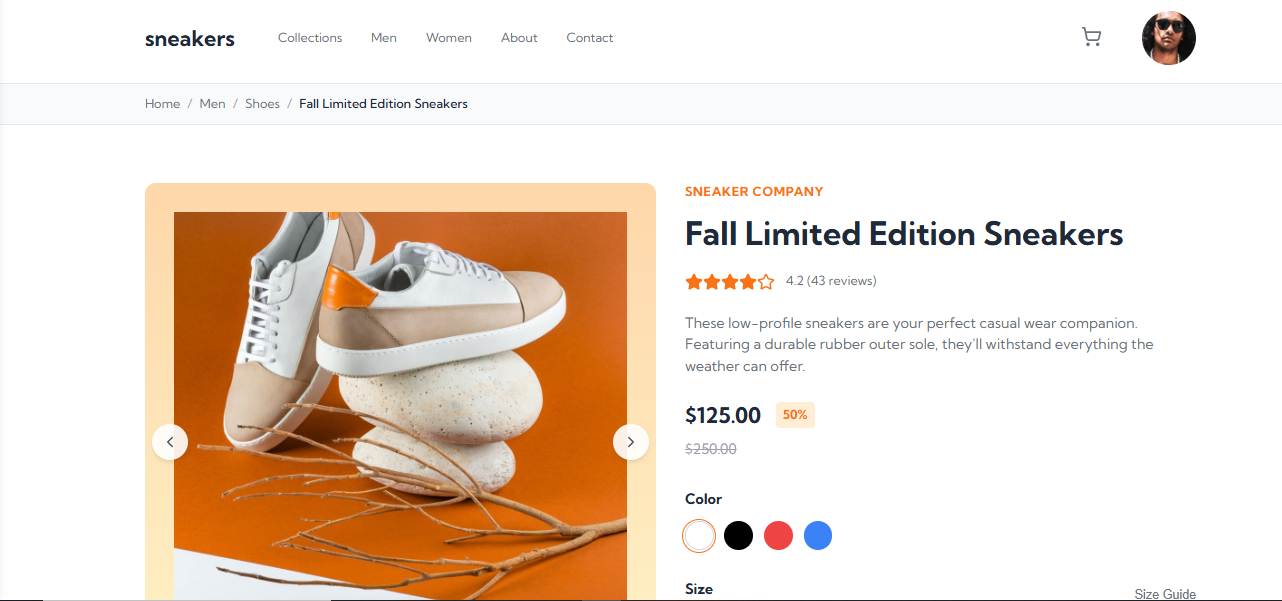 sneakers
Collections
Men
Women
About
Contact
Home / Men / Shoes / Fall Limited Edition Sneakers
SNEAKER COMPANY
Fall Limited Edition Sneakers
4.2 (43 reviews)
These low-profile sneakers are your perfect casual wear companion.
Featuring a durable rubber outer sole, they'll withstand everything the
weather can offer.
$125.00 50%
$250.00
Color
Size
Size Guide